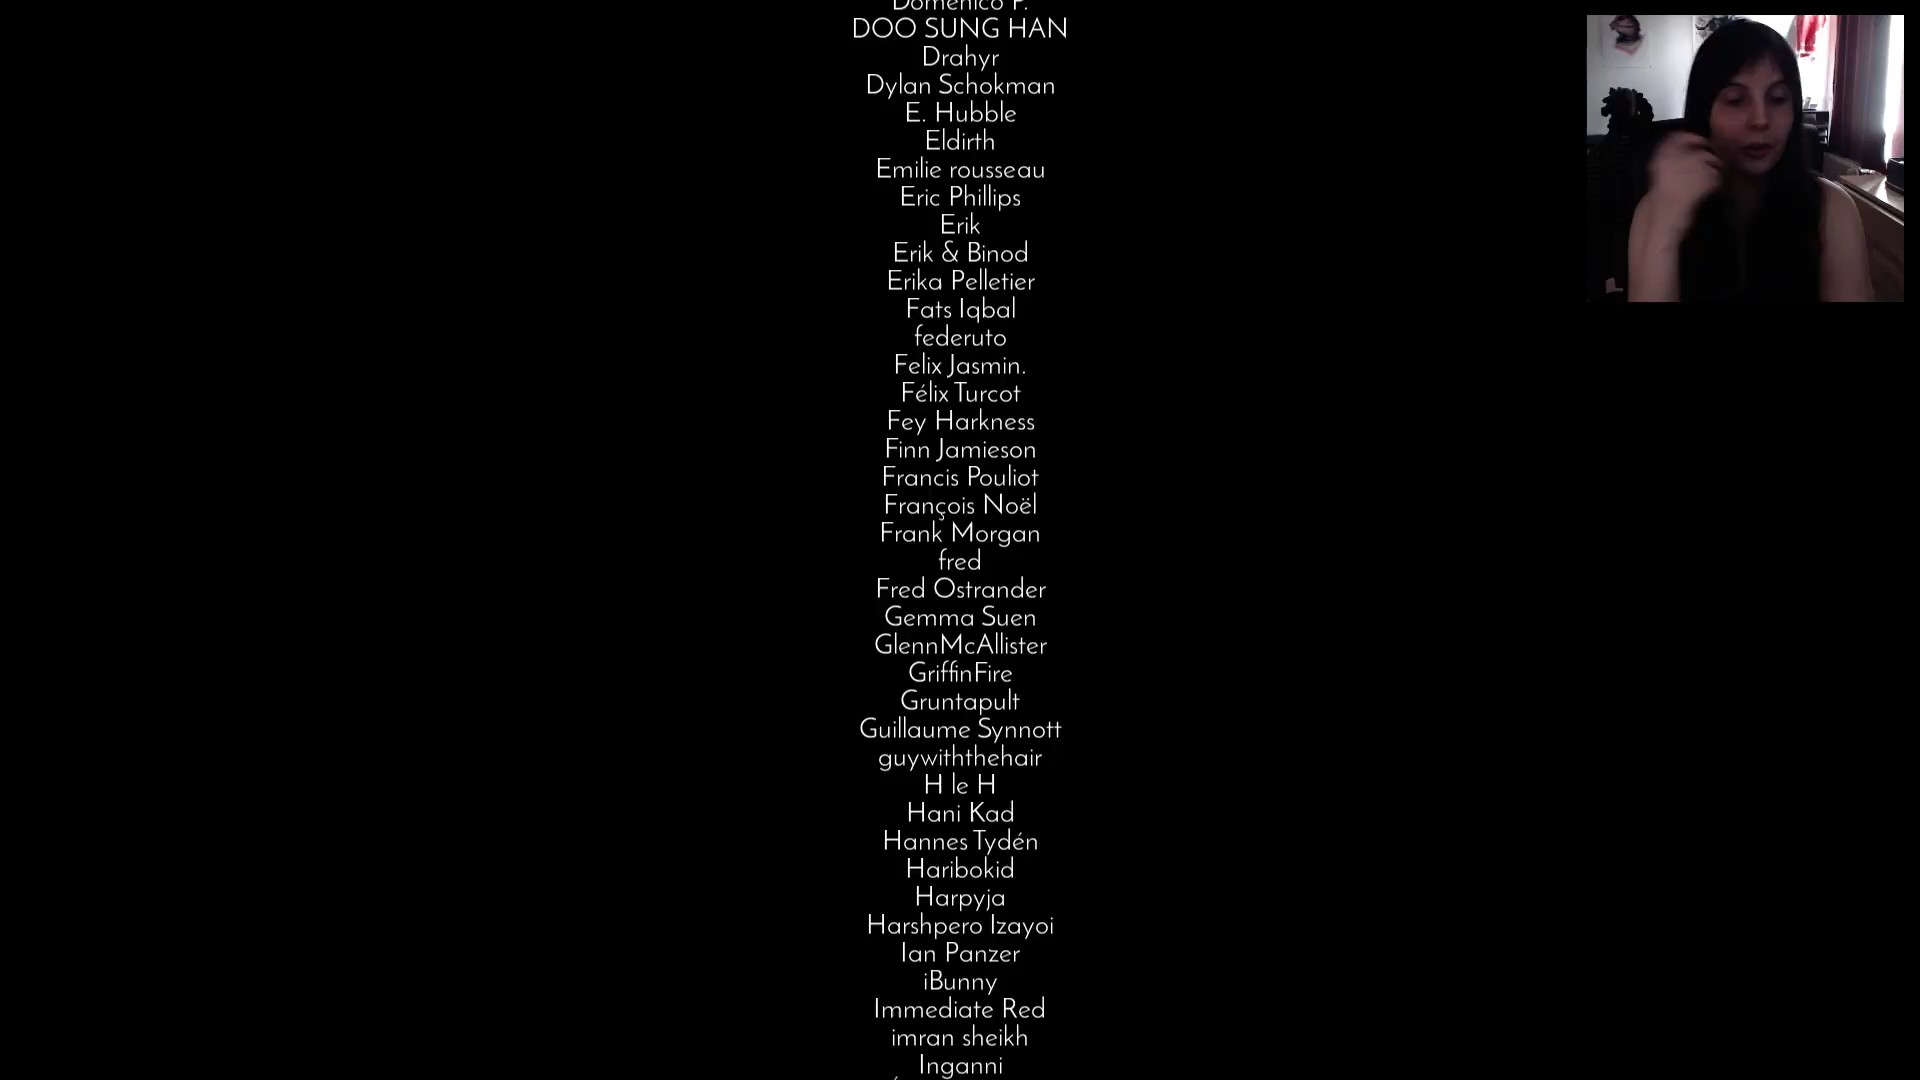 Domenico P.
DOO SUNG HAN
Drahyr
Dylan Schokman
E. Hubble
Eldirth
Emilie rousseau
Eric Phillips
Erik
Erik & Binod
Erika Pelletier
Fats Iqbal
federuto
Felix Jasmin.
Félix Turcot
Fey Harkness
Finn Jamieson
Francis Pouliot
François Noël
Frank Morgan
fred
Fred Ostrander
Gemma Suen
GlennMcAllister
GriffinFire
Gruntapult
Guillaume Synnott
guywiththehair
H le H
Hani Kad
Hannes Tydén
Haribokid
Harpyja
Harshpero Izayoi
Ian Panzer
iBunny
Immediate Red
imran sheikh
Inganni